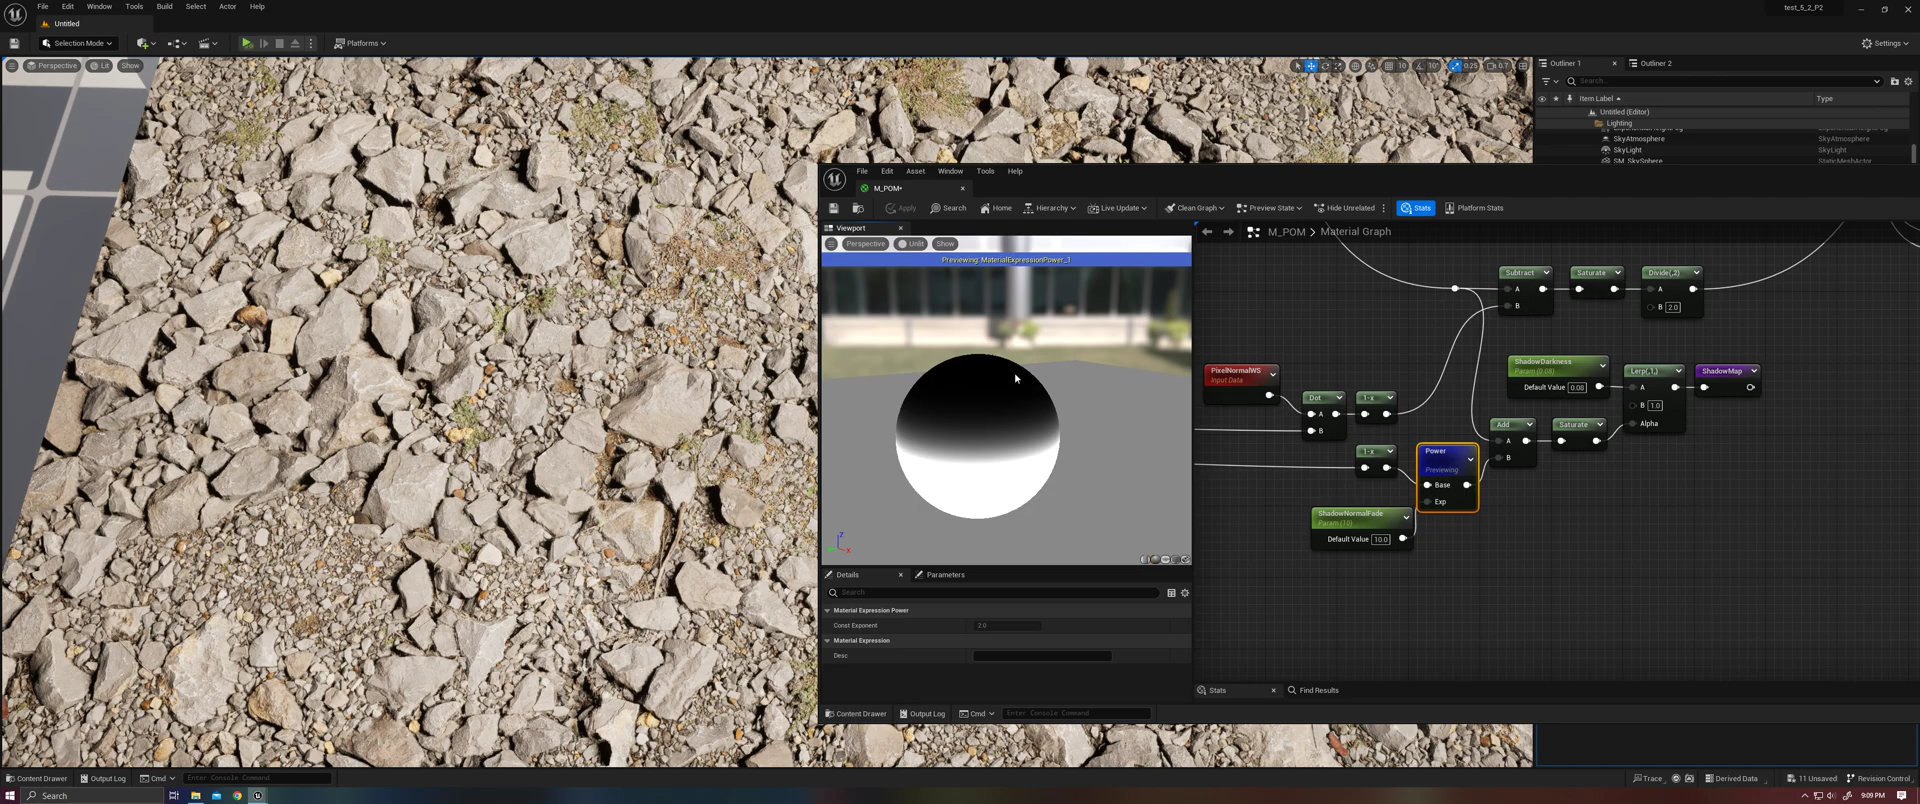 File Edit Window Tools Build Select Actor Help
test_5_2_P2
Untitled
Selection Mode
Platforms
Settings
Perspective Lit Show
10 10° 0.25 0.7
Outliner 1 Outliner 2
Search...
Item Label Type
Untitled (Editor)
Lighting
SkyAtmosphere SkyAtmosphere
SkyLight SkyLight
SM_SkySphere StaticMeshActor
File Edit Asset Window Tools Help
M_POM•
Apply Search Home Hierarchy Live Update Clean Graph Preview State Hide Unrelated Stats Platform Stats
Viewport
M_POM > Material Graph
Perspective Unlit Show
Previewing: MaterialExpressionPower_1
Subtract
A
B
Saturate
Divide(,2)
A
B 2.0
PixelNormalWS
Input Data
Dot
A
B
1-x
ShadowDarkness
Param (0.08)
Default Value 0.08
Lerp(,1,)
A
B 1.0
Alpha
ShadowMap
1-x
Power
Previewing
Base
Exp
Add
A
B
Saturate
ShadowNormalFade
Param (10)
Default Value 10.0
Z
X
Details Parameters
Search
Material Expression Power
Const Exponent 2.0
Material Expression
Desc
Stats Find Results
Content Drawer Output Log Cmd Enter Console Command
Content Drawer Output Log Cmd Enter Console Command
Trace Derived Data 11 Unsaved Revision Control
Search
9:09 PM